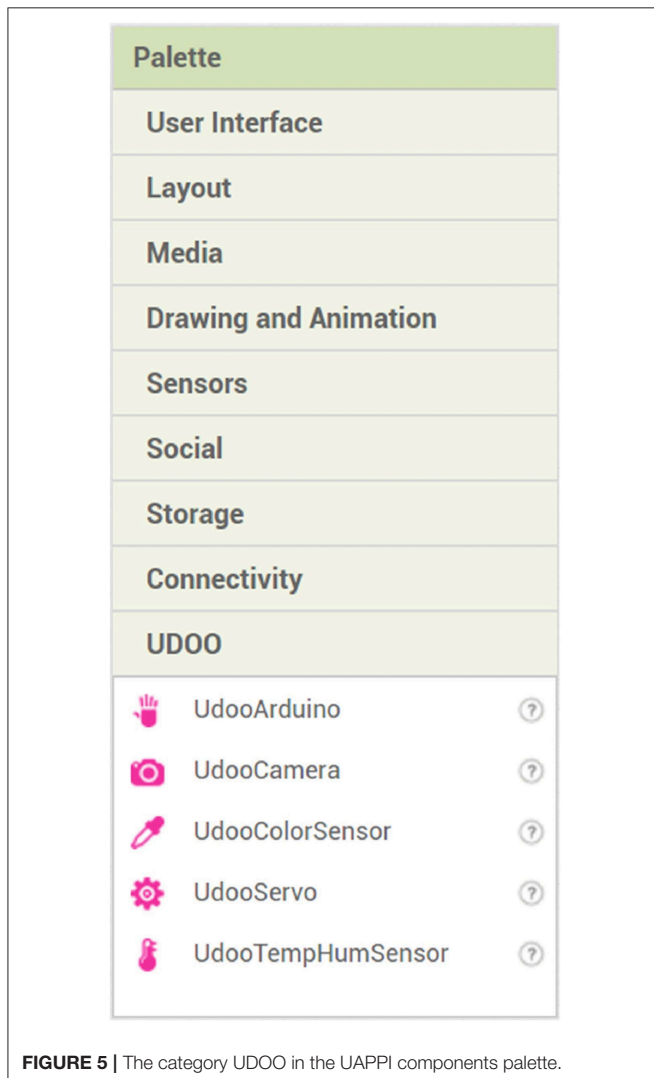 Palette
User Interface
Layout
Media
Drawing and Animation
Sensors
Social
Storage
Connectivity
UDOO
UdooArduino ?
UdooCamera ?
UdooColorSensor ?
UdooServo ?
UdooTempHumSensor ?
FIGURE 5 | The category UDOO in the UAPPI components palette.